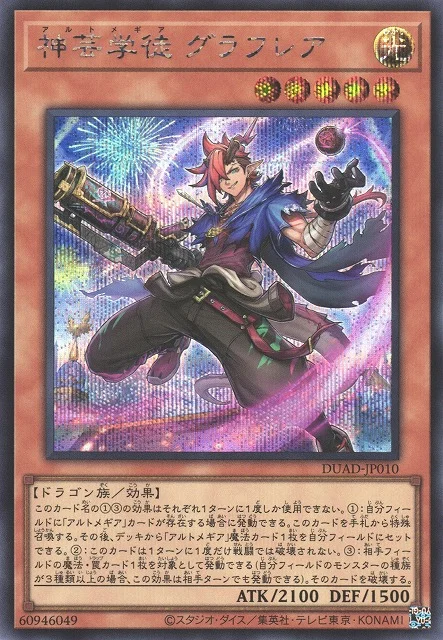 アルトメギア
神芸学徒 グラフレア
光
DUAD-JP010
【ドラゴン族／効果】
このカード名の①③の効果はそれぞれ1ターンに1度しか使用できない。①：自分フィ
ールドに「アルトメギア」カードが存在する場合に発動できる。このカードを手札から特殊
召喚する。その後、デッキから「アルトメギア」魔法カード1枚を自分フィールドにセット
できる。②：このカードは1ターンに1度だけ戦闘では破壊されない。③：相手フィー
ルドの魔法・罠カード1枚を対象として発動できる（自分フィールドのモンスターの種族
が3種類以上の場合、この効果は相手ターンでも発動できる）。そのカードを破壊する。
ATK/2100 DEF/1500
60946049
©スタジオ・ダイス／集英社・テレビ東京・KONAMI